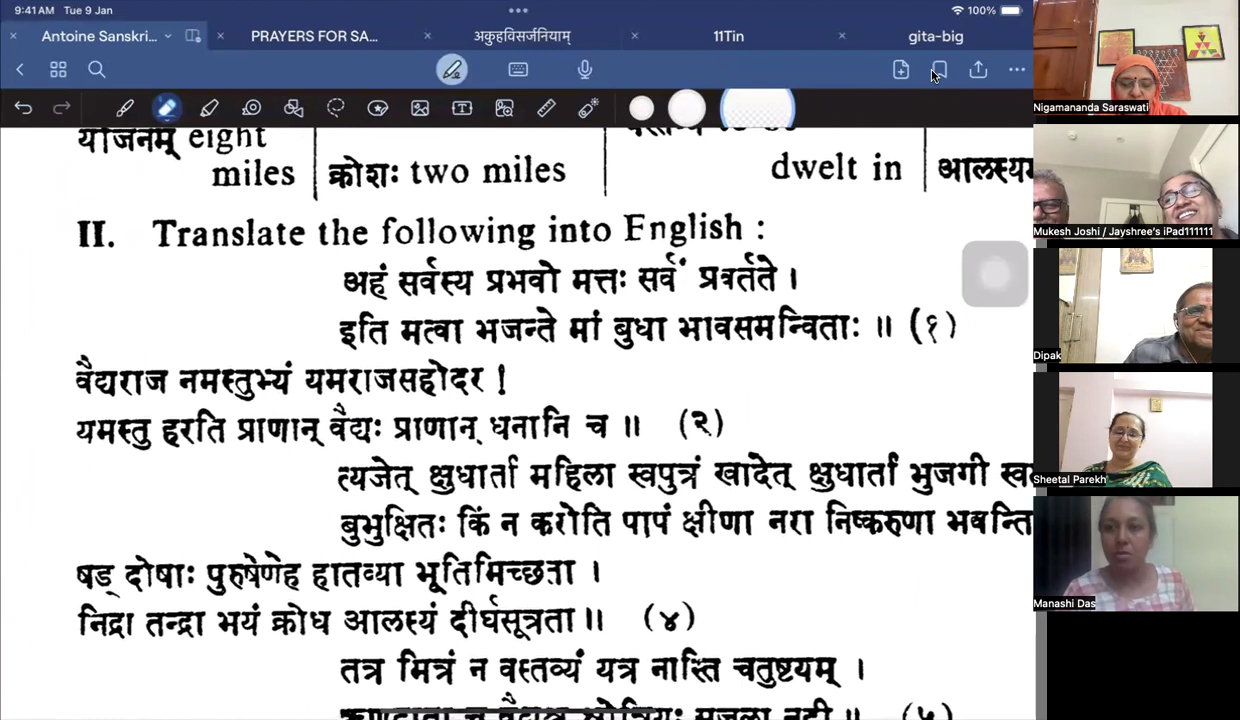 9:41 AM Tue 9 Jan
100%
Antoine Sanskri...
PRAYERS FOR SA...
अकुहविसर्जनियाम्
11Tin
gita-big
योजनम् eight
miles
क्रोशः two miles
dwelt in
II. Translate the following into English :
अहं सर्वस्य प्रभवो मत्तः सर्वं प्रवर्तते ।
इति मत्वा भजन्ते मां बुधा भावसमन्विताः ॥ (१)
वैद्यराज नमस्तुभ्यं यमराजसहोदर !
यमस्तु हरति प्राणान् वैद्यः प्राणान् धनानि च ॥ (२)
त्यजेत् क्षुधार्ता महिला स्वपुत्रं खादेत् क्षुधार्ता भुजगी स्व
बुभुक्षितः किं न करोति पापं क्षीणा नरा निष्करुणा भवन्ति
षड् दोषाः पुरुषेणेह हातव्या भूतिमिच्छता ।
निद्रा तन्द्रा भयं क्रोध आलस्यं दीर्घसूत्रता ॥ (४)
तत्र मित्रं न वस्तव्यं यत्र नास्ति चतुष्टयम् ।
(५)
Nigamananda Saraswati
Mukesh Joshi / Jayshree's iPad111111
Dipak
Sheetal Parekh
Manashi Das